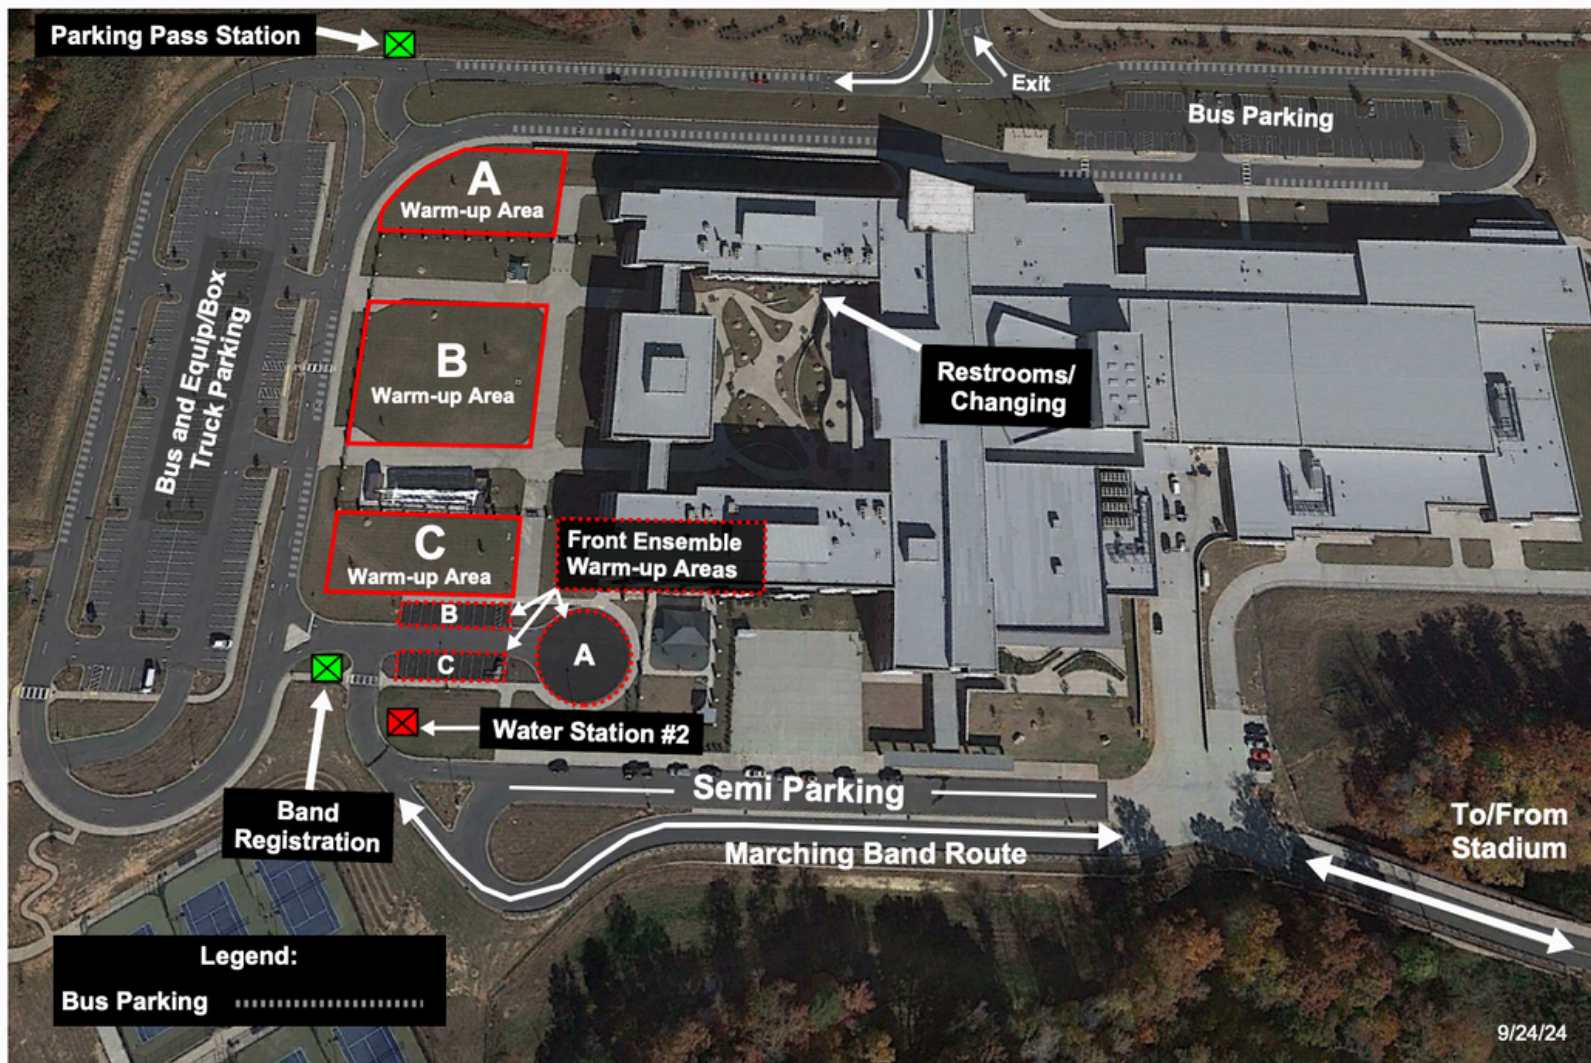 Parking Pass Station
Exit
Bus Parking
A
Warm-up Area
B
Warm-up Area
Bus and Equip/Box
Truck Parking
Restrooms/
Changing
C
Warm-up Area
Front Ensemble
Warm-up Areas
B
C
A
Water Station #2
Band
Registration
Semi Parking
Marching Band Route
To/From
Stadium
Legend:
Bus Parking
9/24/24